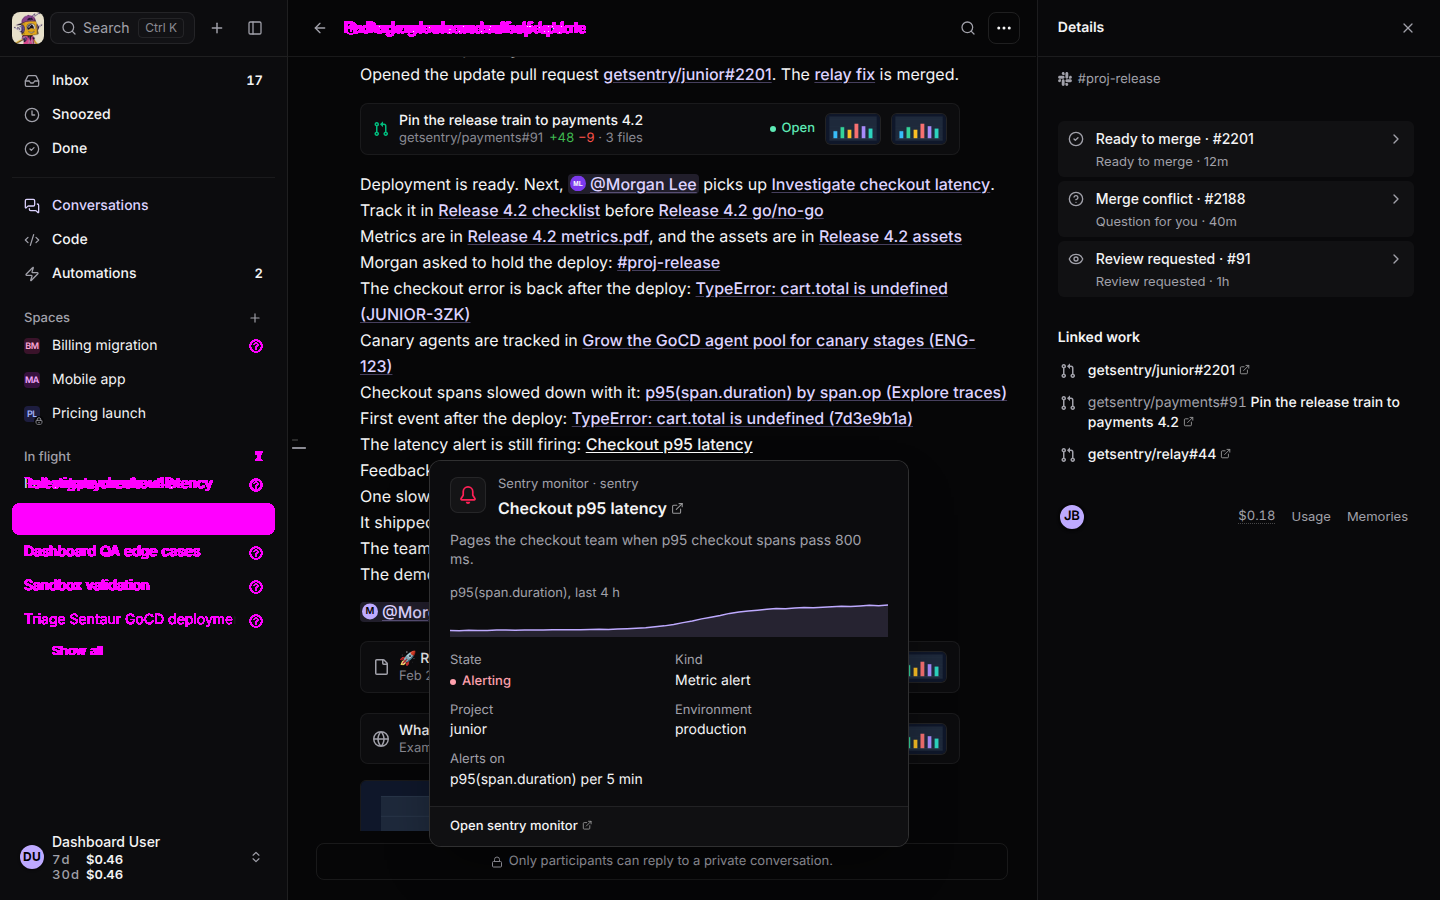 Search Ctrl K
Inbox 17
Snoozed
Done
Conversations
Code
Automations 2
Spaces
BM Billing migration
MA Mobile app
PL Pricing launch
In flight
Dashboard QA edge cases
Sandbox validation
Triage Sentaur GoCD deployme
Show all
DU Dashboard User
7d $0.46
30d $0.46
Opened the update pull request getsentry/junior#2201. The relay fix is merged.
Pin the release train to payments 4.2
getsentry/payments#91 +48 −9 · 3 files
Open
Deployment is ready. Next, ML @Morgan Lee picks up Investigate checkout latency.
Track it in Release 4.2 checklist before Release 4.2 go/no-go
Metrics are in Release 4.2 metrics.pdf, and the assets are in Release 4.2 assets
Morgan asked to hold the deploy: #proj-release
The checkout error is back after the deploy: TypeError: cart.total is undefined
(JUNIOR-3ZK)
Canary agents are tracked in Grow the GoCD agent pool for canary stages (ENG-
123)
Checkout spans slowed down with it: p95(span.duration) by span.op (Explore traces)
First event after the deploy: TypeError: cart.total is undefined (7d3e9b1a)
The latency alert is still firing: Checkout p95 latency
Feedback
One slow
It shipped
The team
The demo
M @Mor
🚀 R
Feb 2
Wha
Exam
Sentry monitor · sentry
Checkout p95 latency
Pages the checkout team when p95 checkout spans pass 800
ms.
p95(span.duration), last 4 h
State Kind
Alerting Metric alert
Project Environment
junior production
Alerts on
p95(span.duration) per 5 min
Open sentry monitor
Only participants can reply to a private conversation.
Details
#proj-release
Ready to merge · #2201
Ready to merge · 12m
Merge conflict · #2188
Question for you · 40m
Review requested · #91
Review requested · 1h
Linked work
getsentry/junior#2201
getsentry/payments#91 Pin the release train to
payments 4.2
getsentry/relay#44
JB $0.18 Usage Memories